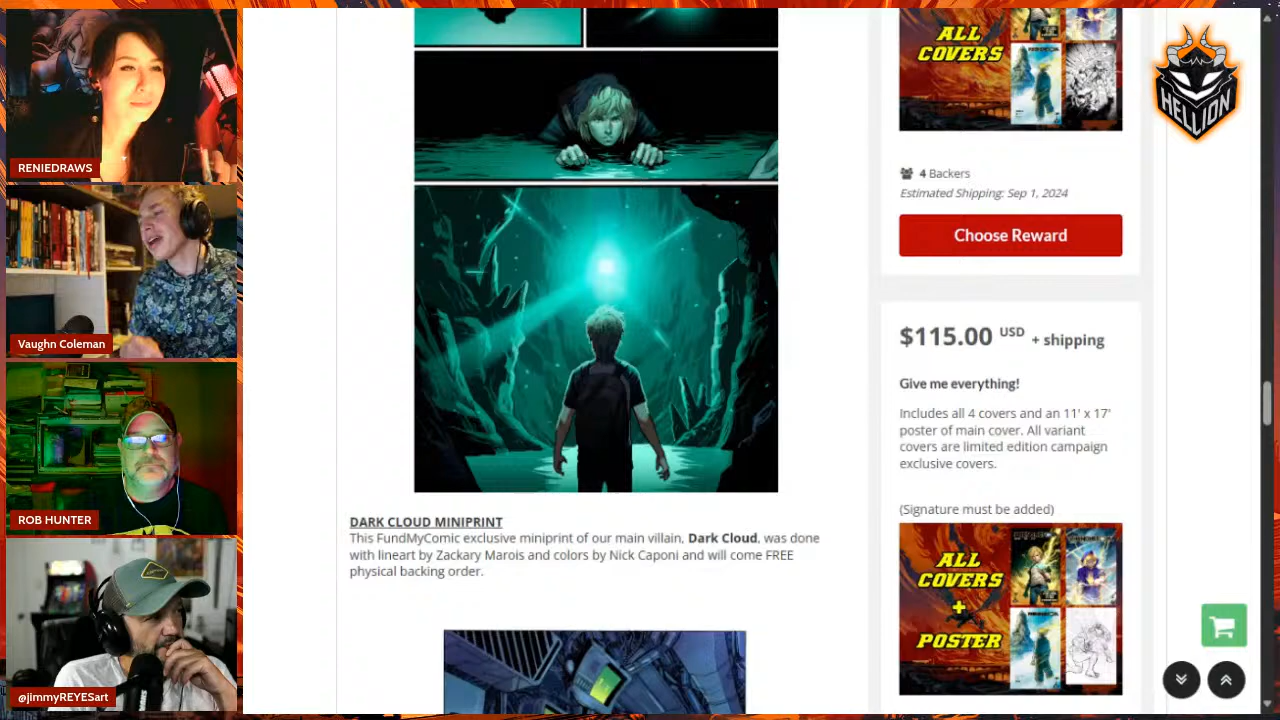 RENIEDRAWS
Vaughn Coleman
ROB HUNTER
@jimmyREYESart
DARK CLOUD MINIPRINT
This FundMyComic exclusive miniprint of our main villain, Dark Cloud, was done
with lineart by Zackary Marois and colors by Nick Caponi and will come FREE
physical backing order.
ALL
COVERS
4 Backers
Estimated Shipping: Sep 1, 2024
Choose Reward
$115.00 USD + shipping
Give me everything!
Includes all 4 covers and an 11' x 17'
poster of main cover. All variant
covers are limited edition campaign
exclusive covers.
(Signature must be added)
ALL
COVERS
+
POSTER
HELLION